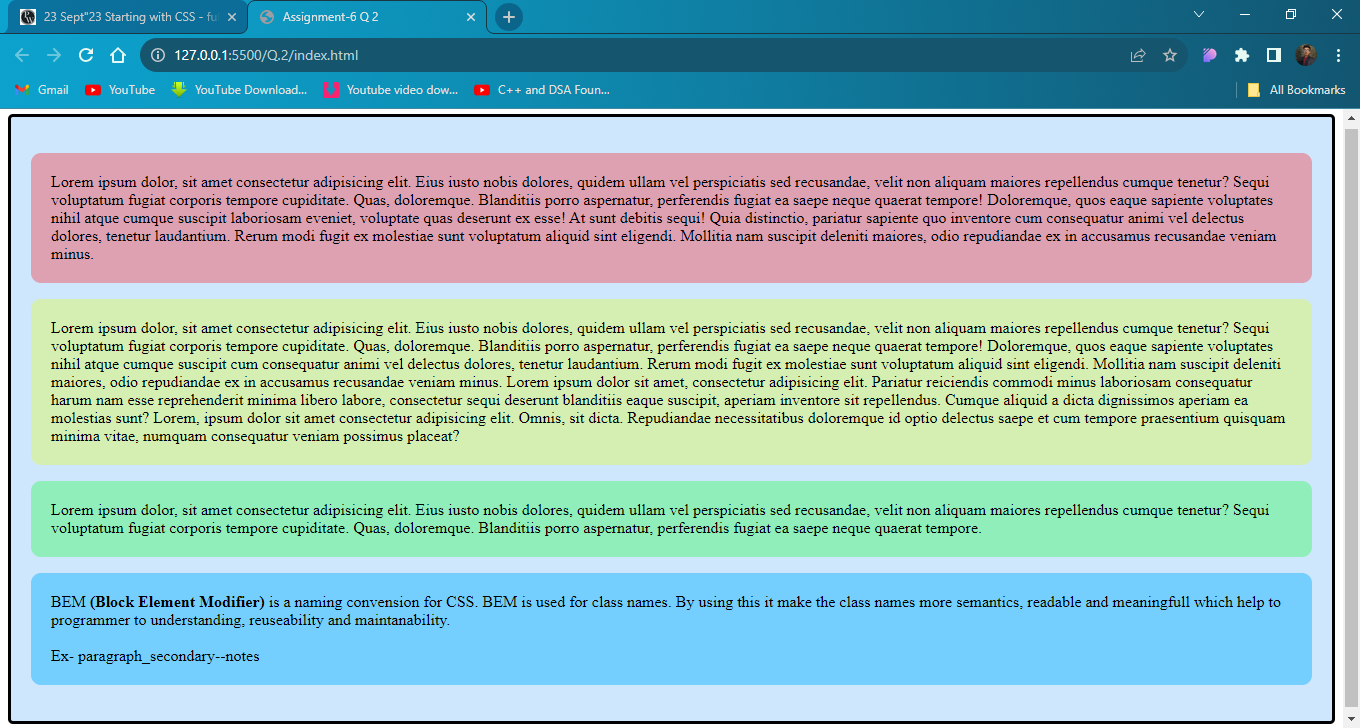 23 Sept"23 Starting with CSS - fu
Assignment-6 Q 2
127.0.0.1:5500/Q.2/index.html
Gmail
YouTube
YouTube Download...
Youtube video dow...
C++ and DSA Foun...
All Bookmarks
Lorem ipsum dolor, sit amet consectetur adipisicing elit. Eius iusto nobis dolores, quidem ullam vel perspiciatis sed recusandae, velit non aliquam maiores repellendus cumque tenetur? Sequi
voluptatum fugiat corporis tempore cupiditate. Quas, doloremque. Blanditiis porro aspernatur, perferendis fugiat ea saepe neque quaerat tempore! Doloremque, quos eaque sapiente voluptates
nihil atque cumque suscipit laboriosam eveniet, voluptate quas deserunt ex esse! At sunt debitis sequi! Quia distinctio, pariatur sapiente quo inventore cum consequatur animi vel delectus
dolores, tenetur laudantium. Rerum modi fugit ex molestiae sunt voluptatum aliquid sint eligendi. Mollitia nam suscipit deleniti maiores, odio repudiandae ex in accusamus recusandae veniam
minus.
Lorem ipsum dolor, sit amet consectetur adipisicing elit. Eius iusto nobis dolores, quidem ullam vel perspiciatis sed recusandae, velit non aliquam maiores repellendus cumque tenetur? Sequi
voluptatum fugiat corporis tempore cupiditate. Quas, doloremque. Blanditiis porro aspernatur, perferendis fugiat ea saepe neque quaerat tempore! Doloremque, quos eaque sapiente voluptates
nihil atque cumque suscipit cum consequatur animi vel delectus dolores, tenetur laudantium. Rerum modi fugit ex molestiae sunt voluptatum aliquid sint eligendi. Mollitia nam suscipit deleniti
maiores, odio repudiandae ex in accusamus recusandae veniam minus. Lorem ipsum dolor sit amet, consectetur adipisicing elit. Pariatur reiciendis commodi minus laboriosam consequatur
harum nam esse reprehenderit minima libero labore, consectetur sequi deserunt blanditiis eaque suscipit, aperiam inventore sit repellendus. Cumque aliquid a dicta dignissimos aperiam ea
molestias sunt? Lorem, ipsum dolor sit amet consectetur adipisicing elit. Omnis, sit dicta. Repudiandae necessitatibus doloremque id optio delectus saepe et cum tempore praesentium quisquam
minima vitae, numquam consequatur veniam possimus placeat?
Lorem ipsum dolor, sit amet consectetur adipisicing elit. Eius iusto nobis dolores, quidem ullam vel perspiciatis sed recusandae, velit non aliquam maiores repellendus cumque tenetur? Sequi
voluptatum fugiat corporis tempore cupiditate. Quas, doloremque. Blanditiis porro aspernatur, perferendis fugiat ea saepe neque quaerat tempore.
BEM (Block Element Modifier) is a naming convension for CSS. BEM is used for class names. By using this it make the class names more semantics, readable and meaningfull which help to
programmer to understanding, reuseability and maintanability.
Ex- paragraph_secondary--notes